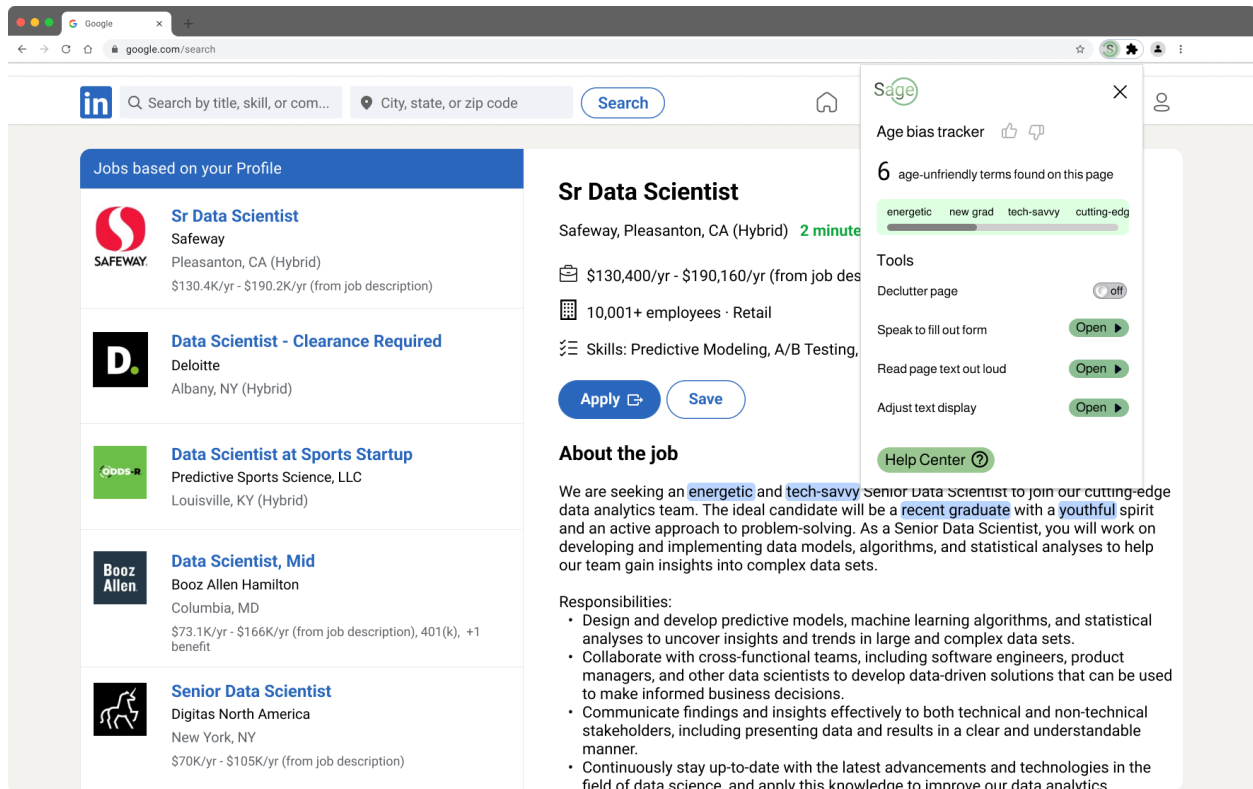 Google
google.com/search
in
Search by title, skill, or com...
City, state, or zip code
Search
Jobs based on your Profile
SAFEWAY
Sr Data Scientist
Safeway
Pleasanton, CA (Hybrid)
$130.4K/yr - $190.2K/yr (from job description)
D.
Data Scientist - Clearance Required
Deloitte
Albany, NY (Hybrid)
ODDS-R
Data Scientist at Sports Startup
Predictive Sports Science, LLC
Louisville, KY (Hybrid)
Booz
Allen
Data Scientist, Mid
Booz Allen Hamilton
Columbia, MD
$73.1K/yr - $166K/yr (from job description), 401(k), +1
benefit
Senior Data Scientist
Digitas North America
New York, NY
$70K/yr - $105K/yr (from job description)
Sr Data Scientist
Safeway, Pleasanton, CA (Hybrid) 2 minute
$130,400/yr - $190,160/yr (from job des
10,001+ employees · Retail
Skills: Predictive Modeling, A/B Testing,
Apply
Save
About the job
We are seeking an energetic and tech-savvy Senior Data Scientist to join our cutting-edge
data analytics team. The ideal candidate will be a recent graduate with a youthful spirit
and an active approach to problem-solving. As a Senior Data Scientist, you will work on
developing and implementing data models, algorithms, and statistical analyses to help
our team gain insights into complex data sets.
Responsibilities:
• Design and develop predictive models, machine learning algorithms, and statistical
analyses to uncover insights and trends in large and complex data sets.
• Collaborate with cross-functional teams, including software engineers, product
managers, and other data scientists to develop data-driven solutions that can be used
to make informed business decisions.
• Communicate findings and insights effectively to both technical and non-technical
stakeholders, including presenting data and results in a clear and understandable
manner.
• Continuously stay up-to-date with the latest advancements and technologies in the
field of data science, and apply this knowledge to improve our data analytics
S
Sage
Age bias tracker
6 age-unfriendly terms found on this page
energetic new grad tech-savvy cutting-edg
Tools
Declutter page
off
Speak to fill out form
Open
Read page text out loud
Open
Adjust text display
Open
Help Center